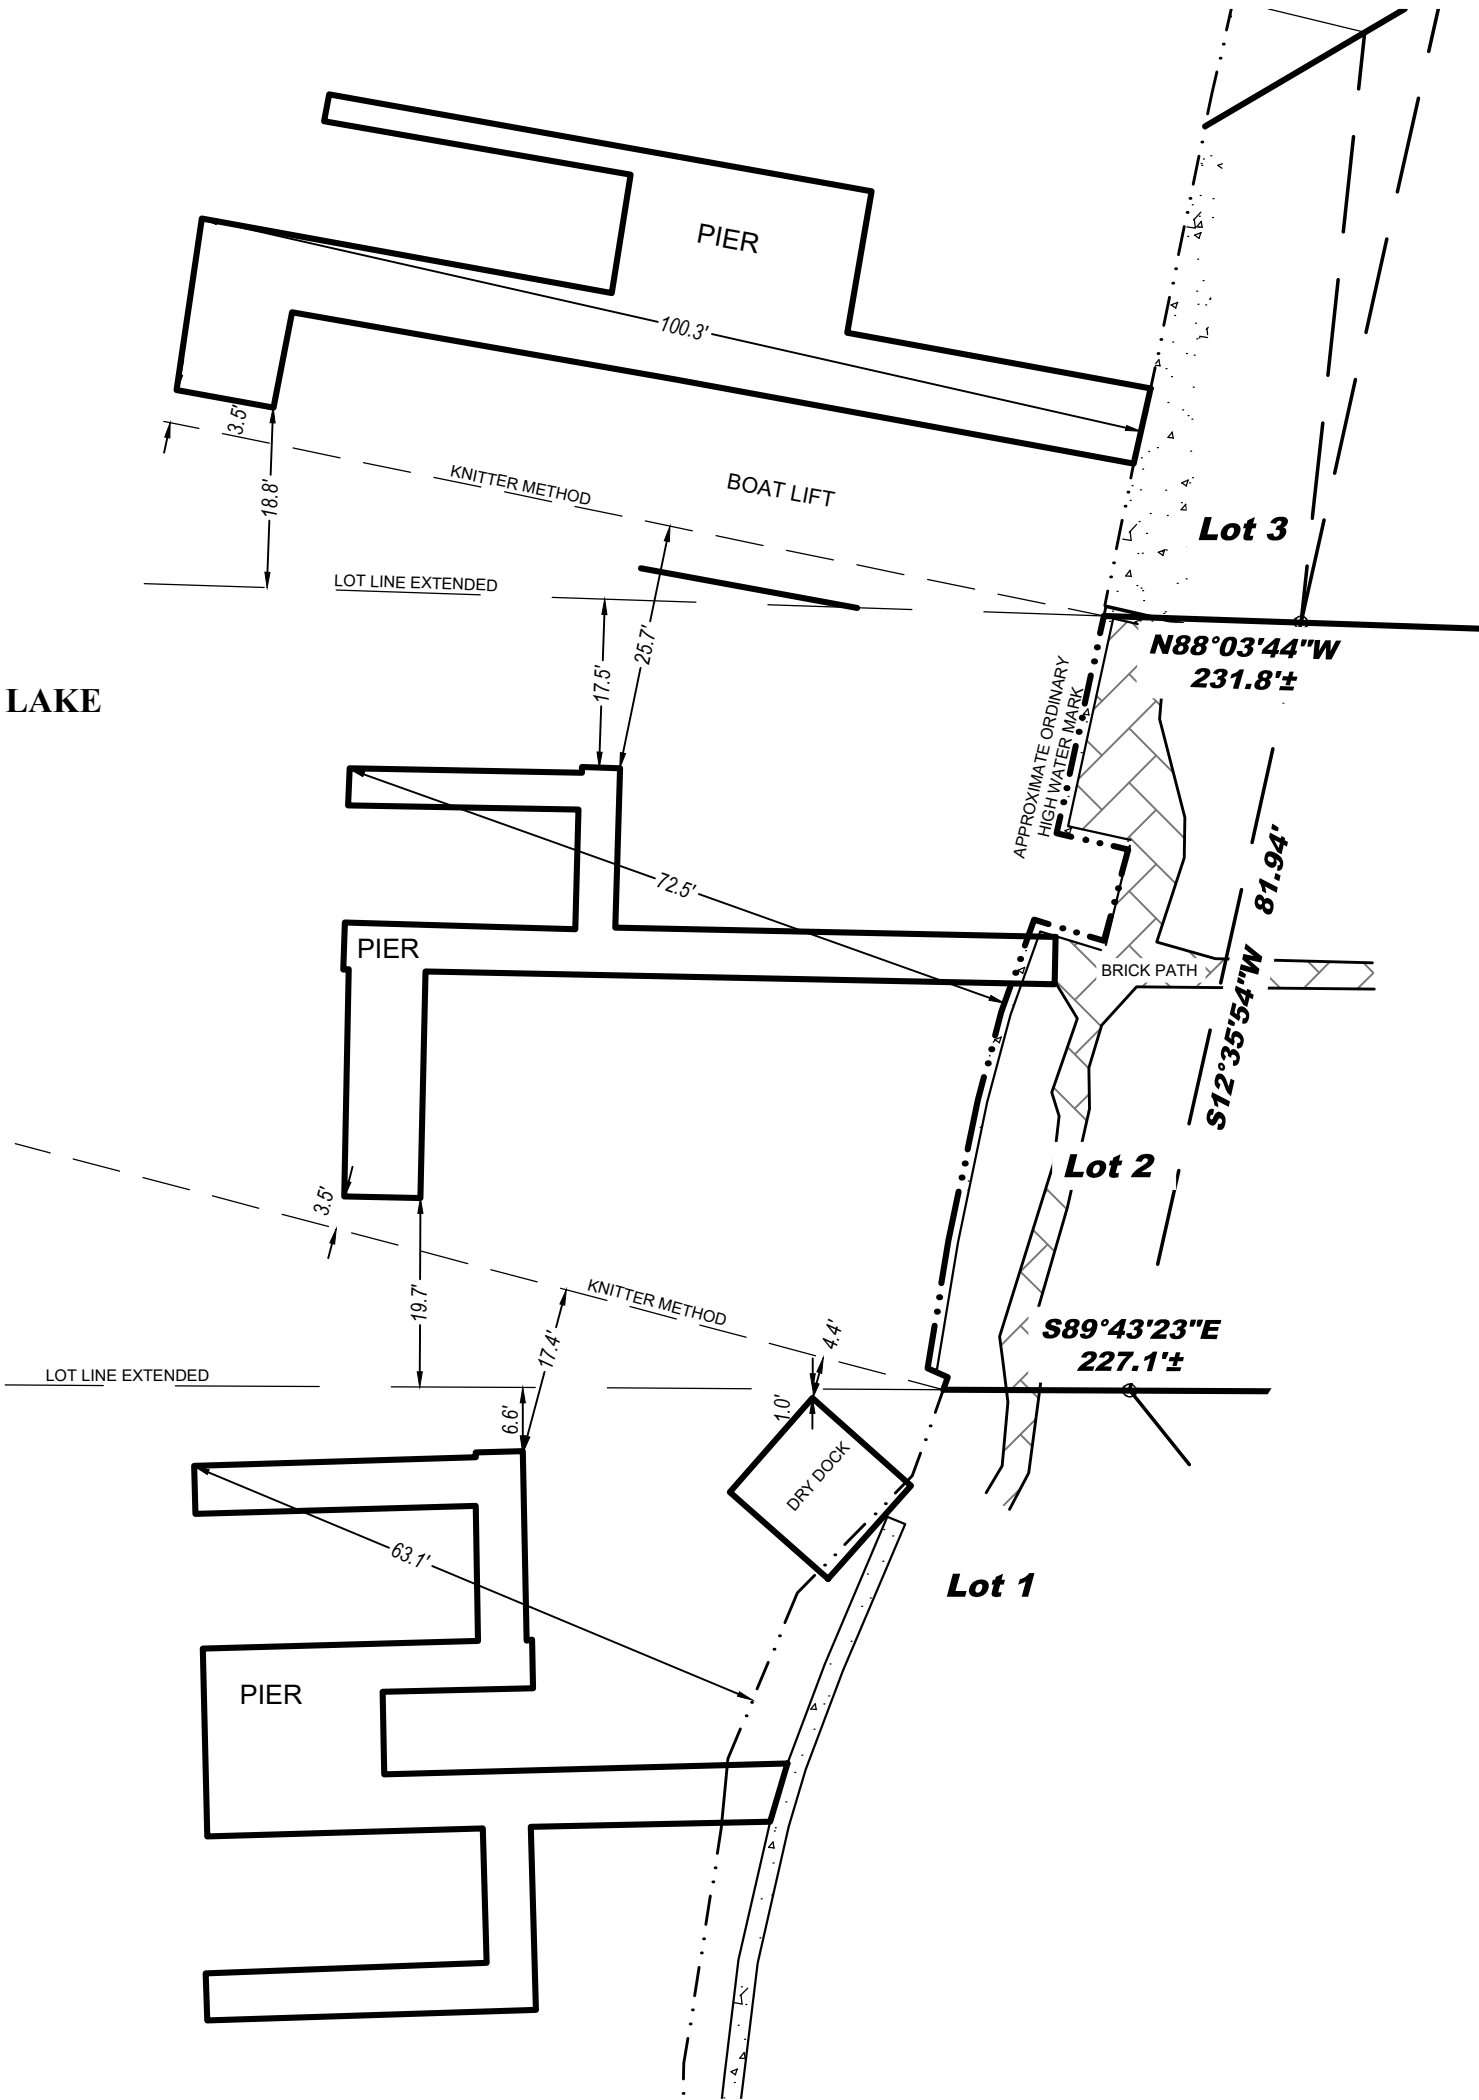 PIER
100.3'
3.5'
18.8'
KNITTER METHOD
BOAT LIFT
Lot 3
LOT LINE EXTENDED
25.7'
17.5'
N88°03'44"W
231.8'±
LAKE
APPROXIMATE ORDINARY
HIGH WATER MARK
81.94'
S12°35'54"W
72.5'
PIER
BRICK PATH
Lot 2
3.5'
19.7'
KNITTER METHOD
17.4'
4.4'
S89°43'23"E
227.1'±
LOT LINE EXTENDED
6.6'
1.0'
DRY DOCK
63.1'
Lot 1
PIER